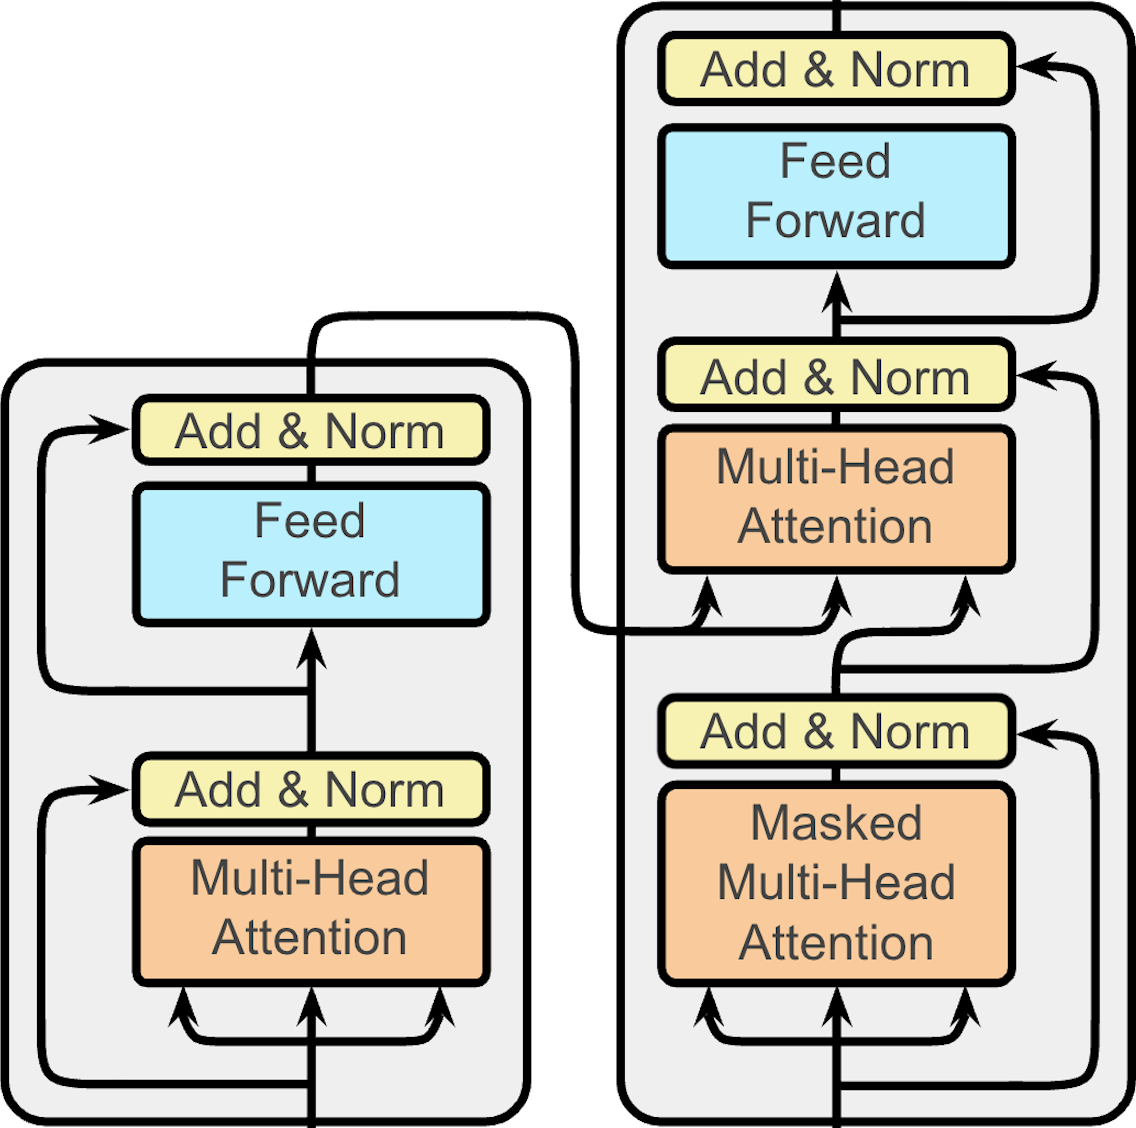 Add & Norm
Feed
Forward
Add & Norm
Multi-Head
Attention
Add & Norm
Feed
Forward
Add & Norm
Multi-Head
Attention
Add & Norm
Masked
Multi-Head
Attention